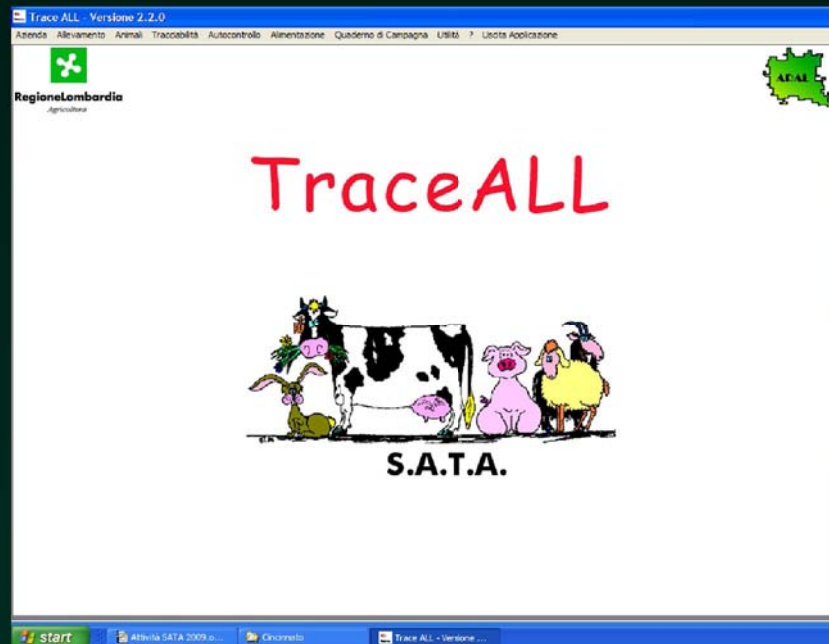 Trace ALL - Versione 2.2.0
Azienda Allevamento Animali Tracciabilità Autocontrollo Alimentazione Quaderno di Campagna Utilità ? Uscita Applicazione
RegioneLombardia
Agricoltura
ARAL
TraceALL
S.A.T.A.
start Attività SATA 2009.o... Cincinnato Trace ALL - Versione ...